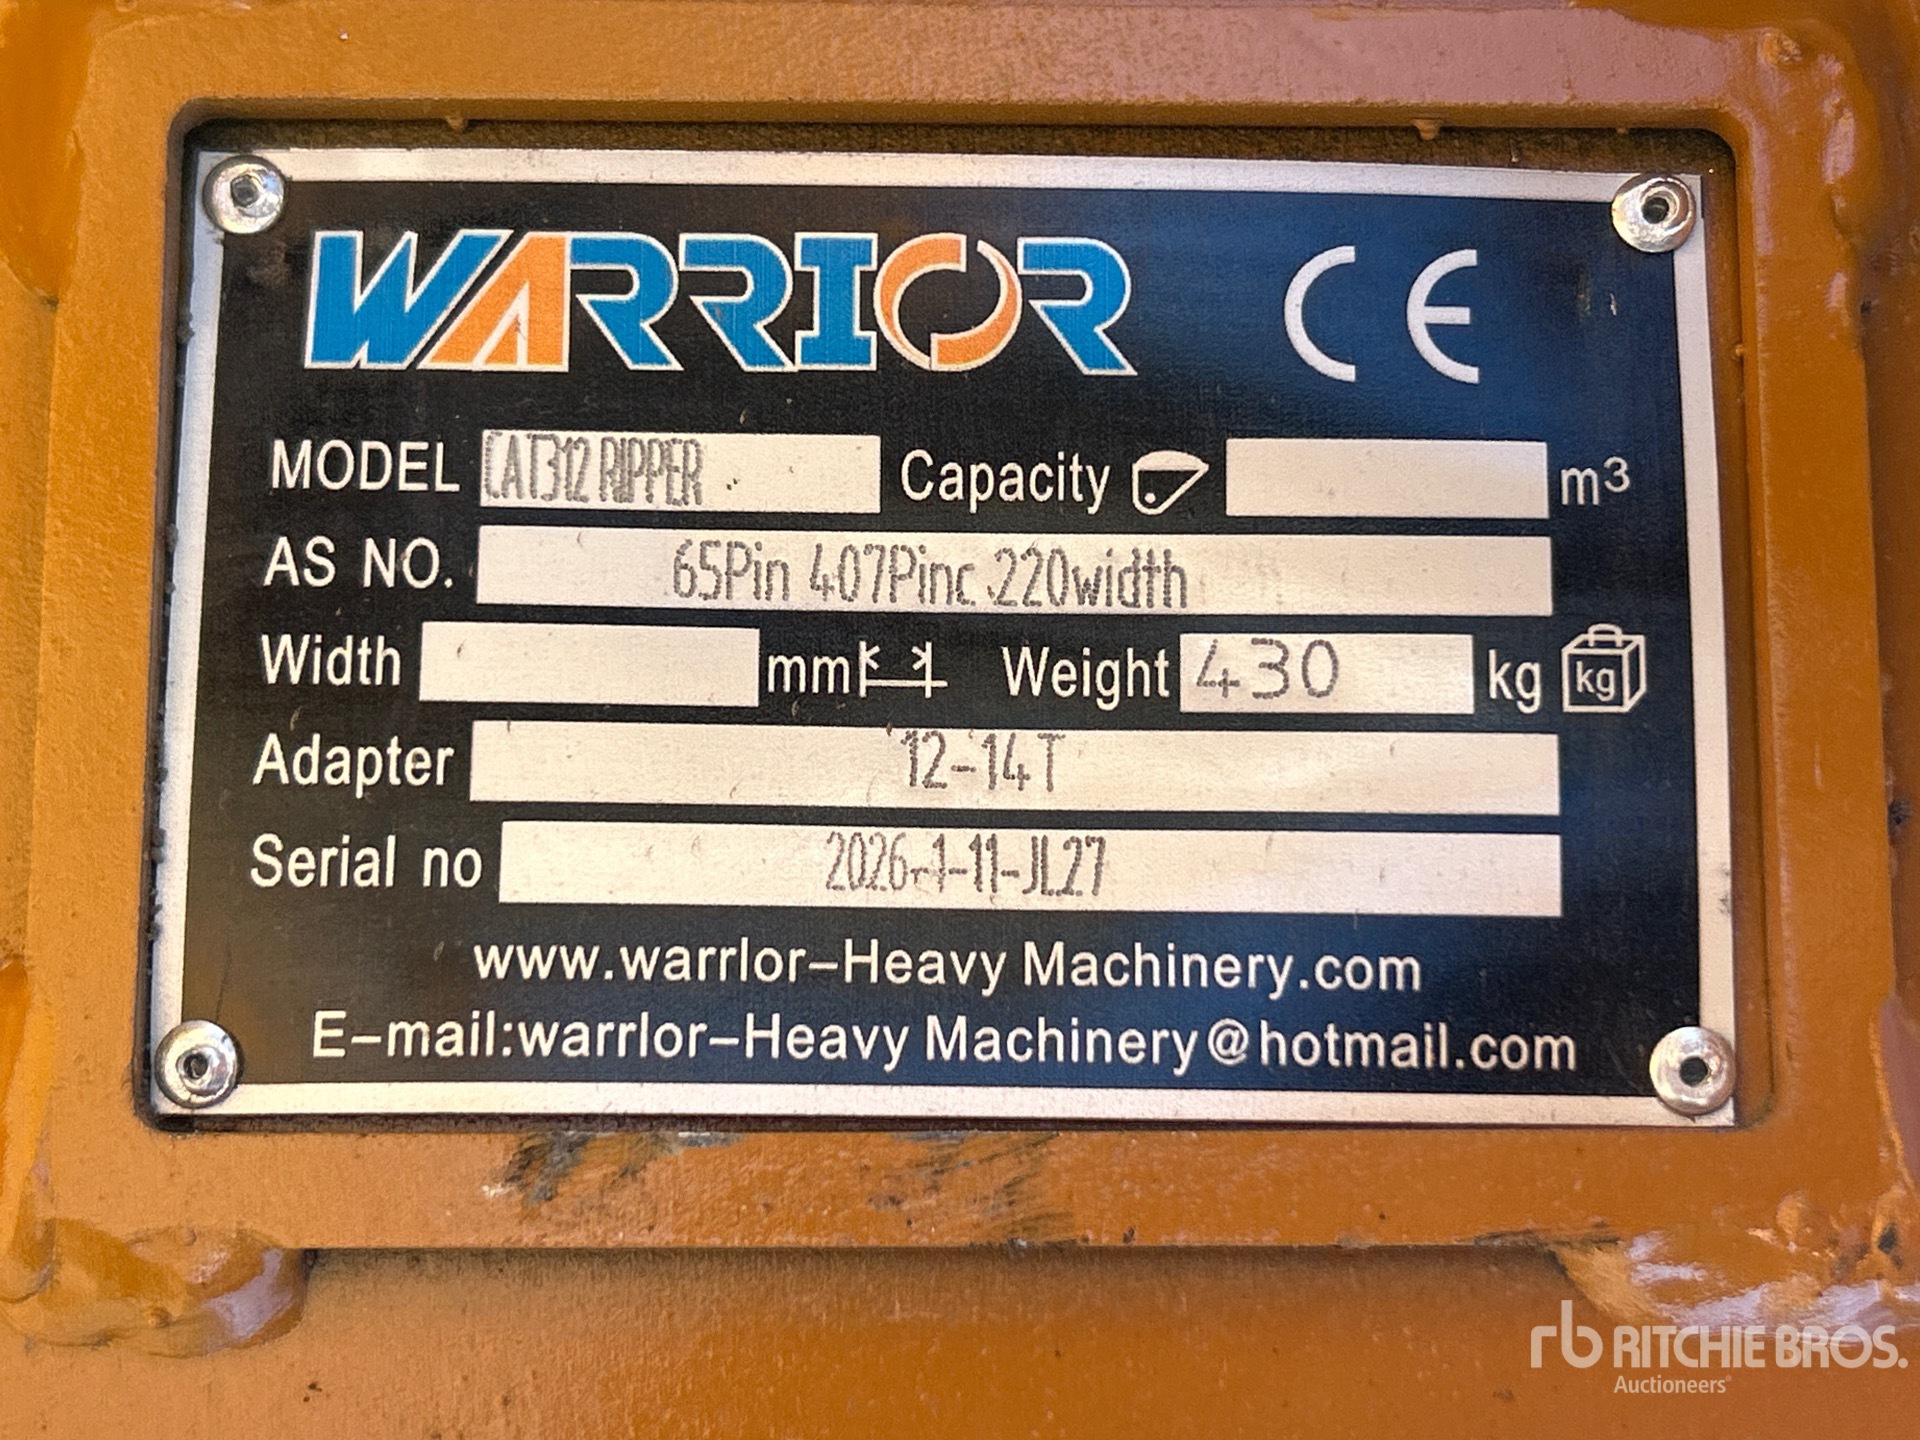 WARRIOR CE
MODEL CAT312 RIPPER Capacity m³
AS NO. 65Pin 407Pinc 220width
Width mm Weight 430 kg kg
Adapter 12-14T
Serial no 2026-1-11-JL27
www.warrlor-Heavy Machinery.com
E-mail:warrlor-Heavy Machinery@hotmail.com
rb RITCHIE BROS.
Auctioneers